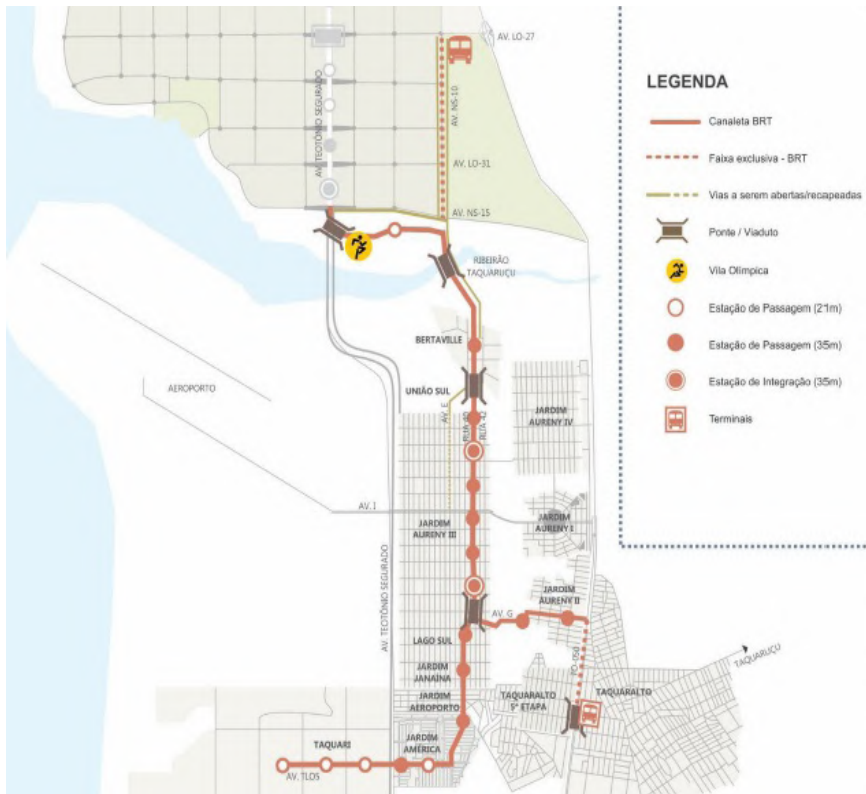 AV. LO-27
AV. TEOTÔNIO SEGURADO
AV. NS-10
AV. LO-31
AV. NS-15
RIBEIRÃO
TAQUARUÇU
BERTAVILLE
AEROPORTO
UNIÃO SUL
AV. E
RUA 42
JARDIM
AURENY IV
AV. I
JARDIM
AURENY III
JARDIM
AURENY I
AV. TEOTÔNIO SEGURADO
JARDIM
AURENY II
AV. G
LAGO SUL
JARDIM
JANAÍNA
JARDIM
AEROPORTO
TAQUARALTO
5ª ETAPA
TAQUARALTO
TAQUARUÇU
JARDIM
AMÉRICA
TAQUARI
AV. TLO5
LEGENDA
Canaleta BRT
Faixa exclusiva - BRT
Vias a serem abertas/recapeadas
Ponte / Viaduto
Vila Olímpica
Estação de Passagem (21m)
Estação de Passagem (35m)
Estação de Integração (35m)
Terminais